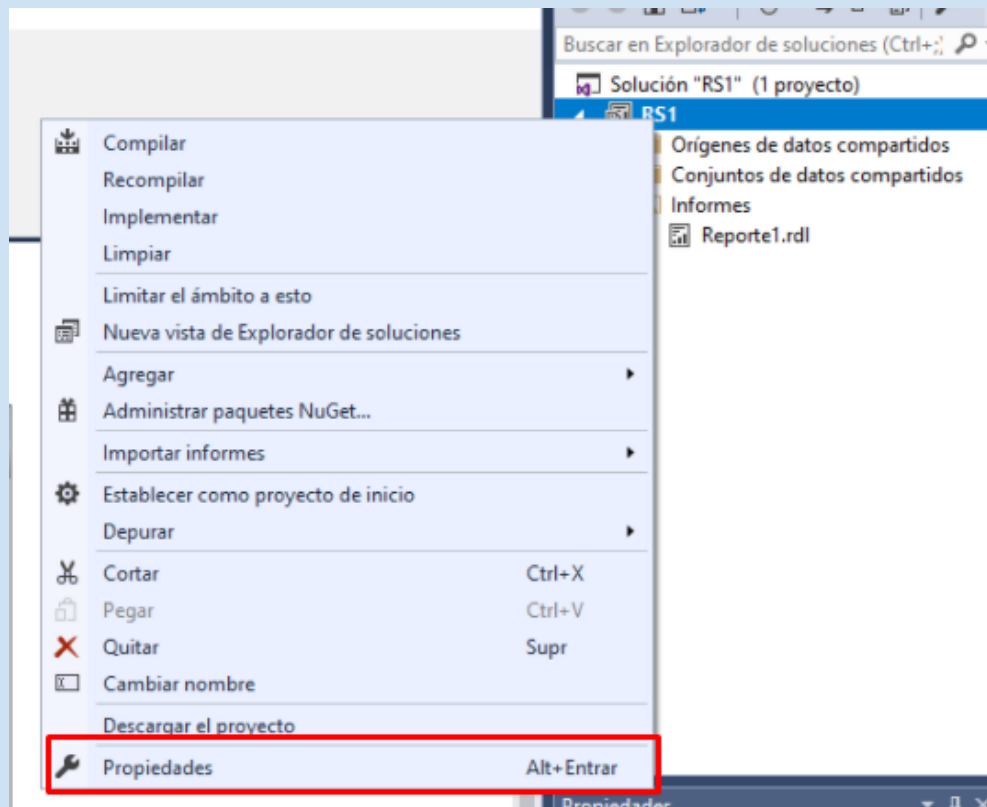 Buscar en Explorador de soluciones (Ctrl+;)
Solución "RS1" (1 proyecto)
RS1
Orígenes de datos compartidos
Conjuntos de datos compartidos
Informes
Reporte1.rdl
Compilar
Recompilar
Implementar
Limpiar
Limitar el ámbito a esto
Nueva vista de Explorador de soluciones
Agregar
Administrar paquetes NuGet...
Importar informes
Establecer como proyecto de inicio
Depurar
Cortar Ctrl+X
Pegar Ctrl+V
Quitar Supr
Cambiar nombre
Descargar el proyecto
Propiedades Alt+Entrar
Propiedades